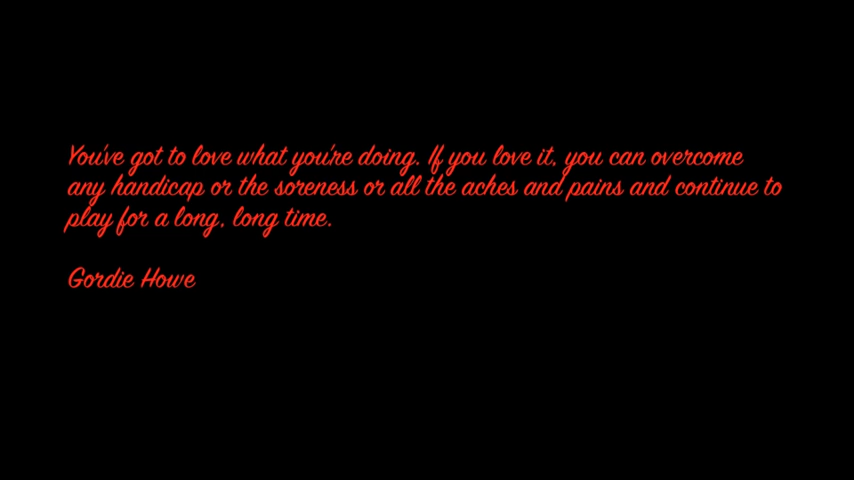 You've got to love what you're doing. If you love it, you can overcome
any handicap or the soreness or all the aches and pains and continue to
play for a long, long time.
Gordie Howe